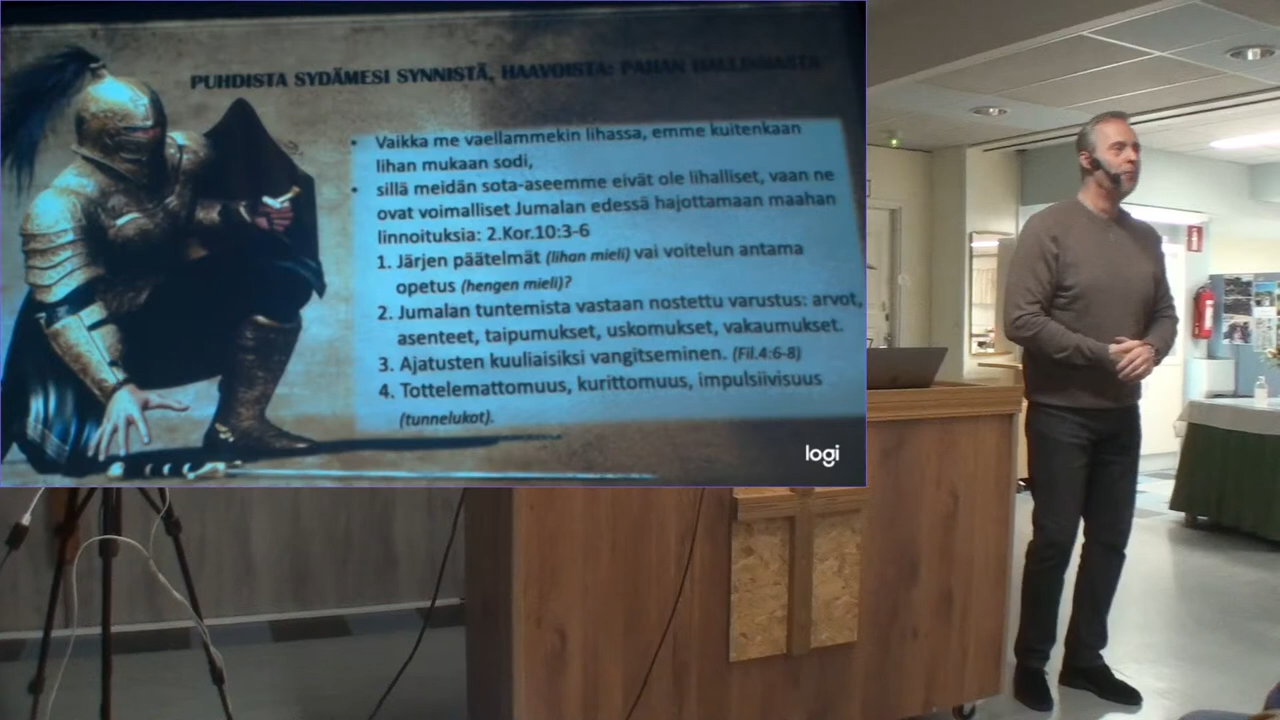 PUHDISTA SYDÄMESI SYNNISTÄ, HAAVOISTA: PAHAN HALLINNASTA
• Vaikka me vaellammekin lihassa, emme kuitenkaan
lihan mukaan sodi,
• sillä meidän sota-aseemme eivät ole lihalliset, vaan ne
ovat voimalliset Jumalan edessä hajottamaan maahan
linnoituksia: 2.Kor.10:3-6
1. Järjen päätelmät (lihan mieli) vai voitelun antama
opetus (hengen mieli)?
2. Jumalan tuntemista vastaan nostettu varustus: arvot,
asenteet, taipumukset, uskomukset, vakaumukset.
3. Ajatusten kuuliaisiksi vangitseminen. (Fil.4:6-8)
4. Tottelemattomuus, kurittomuus, impulsiivisuus
(tunnelukot).
logi